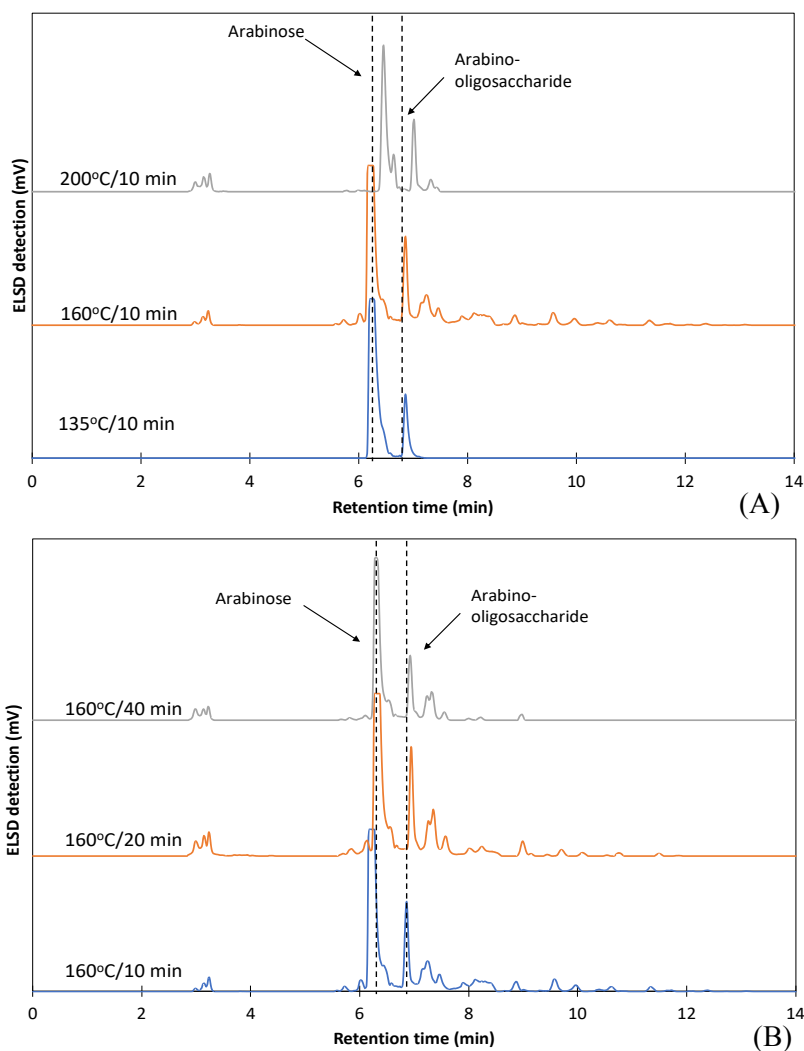 Arabinose
Arabino-
oligosaccharide
200°C/10 min
160°C/10 min
135°C/10 min
ELSD detection (mV)
0 2 4 6 8 10 12 14
Retention time (min)
(A)
Arabinose
Arabino-
oligosaccharide
160°C/40 min
160°C/20 min
160°C/10 min
ELSD detection (mV)
0 2 4 6 8 10 12 14
Retention time (min)
(B)